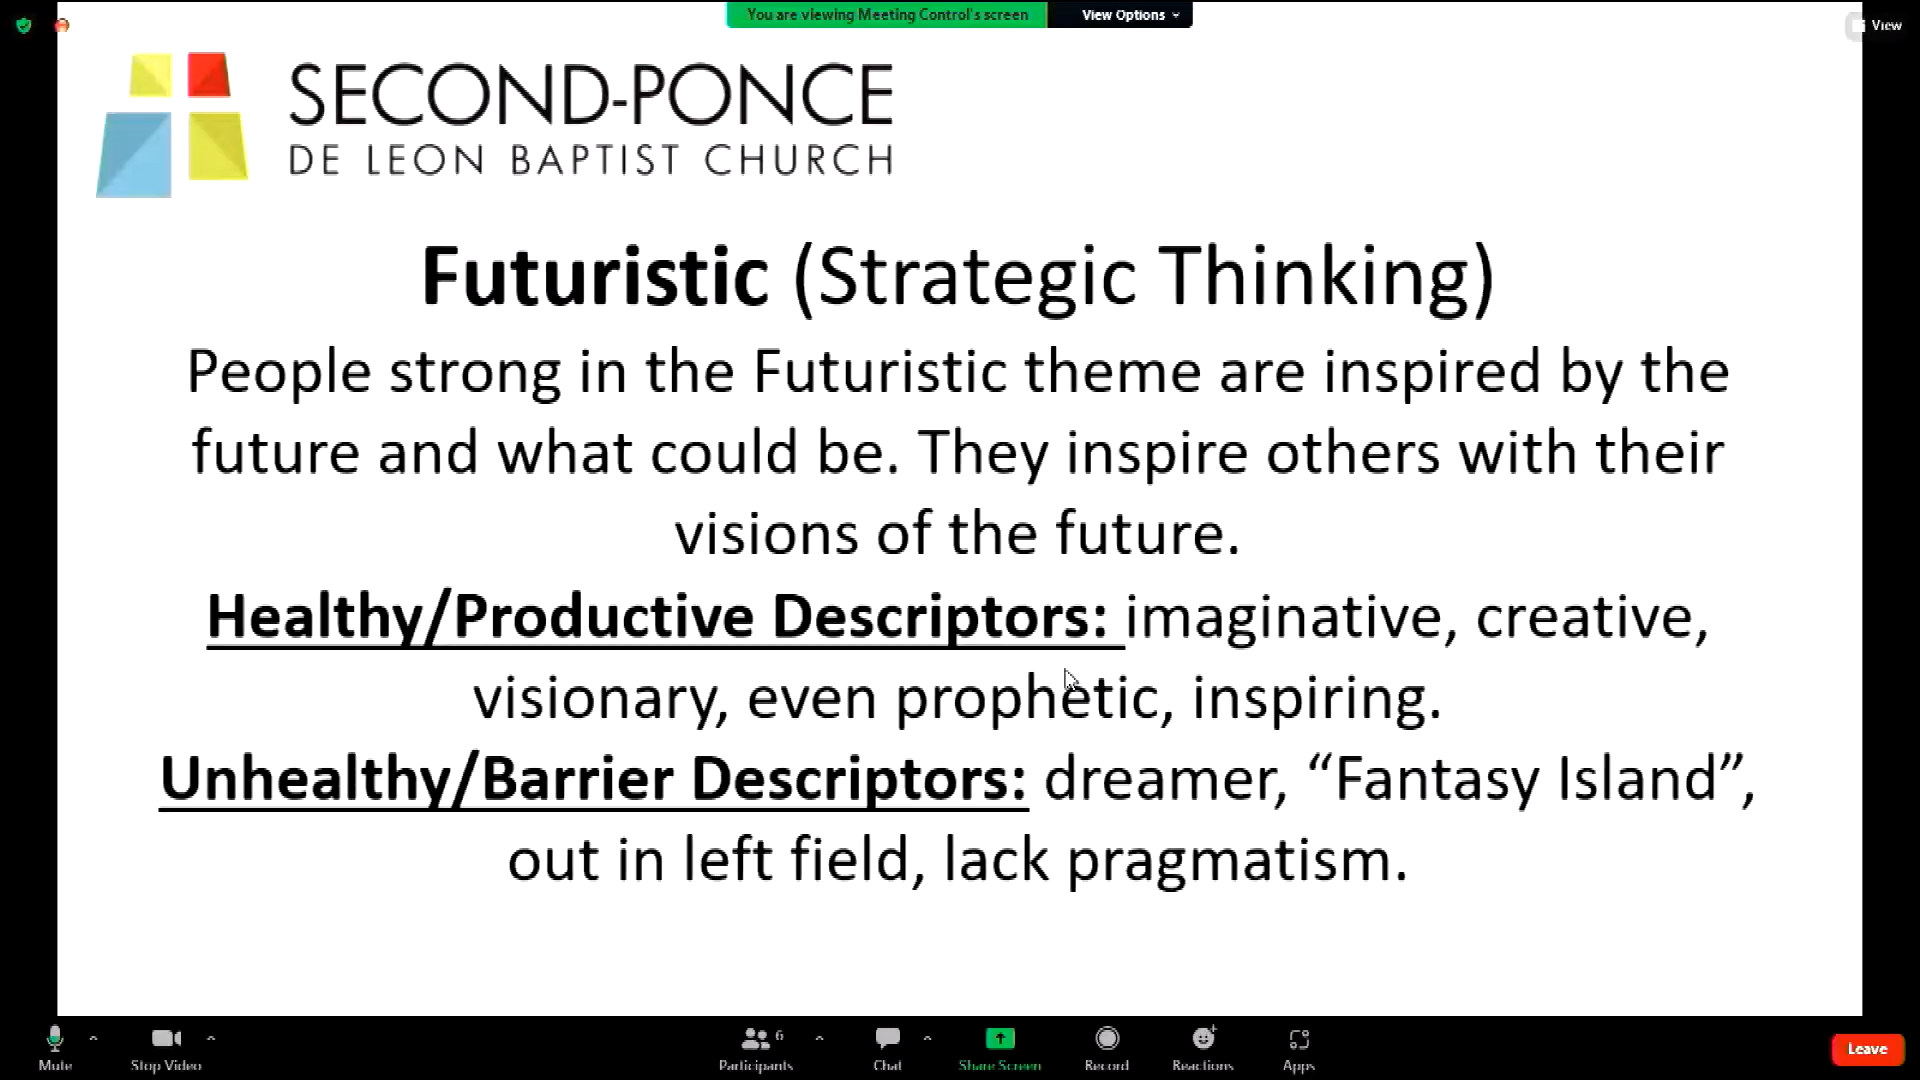 You are viewing Meeting Control's screen
View Options
View
SECOND-PONCE
DE LEON BAPTIST CHURCH
Futuristic (Strategic Thinking)
People strong in the Futuristic theme are inspired by the
future and what could be. They inspire others with their
visions of the future.
Healthy/Productive Descriptors: imaginative, creative,
visionary, even prophetic, inspiring.
Unhealthy/Barrier Descriptors: dreamer, “Fantasy Island”,
out in left field, lack pragmatism.
Mute
Stop Video
6
Participants
Chat
Share Screen
Record
Reactions
Apps
Leave